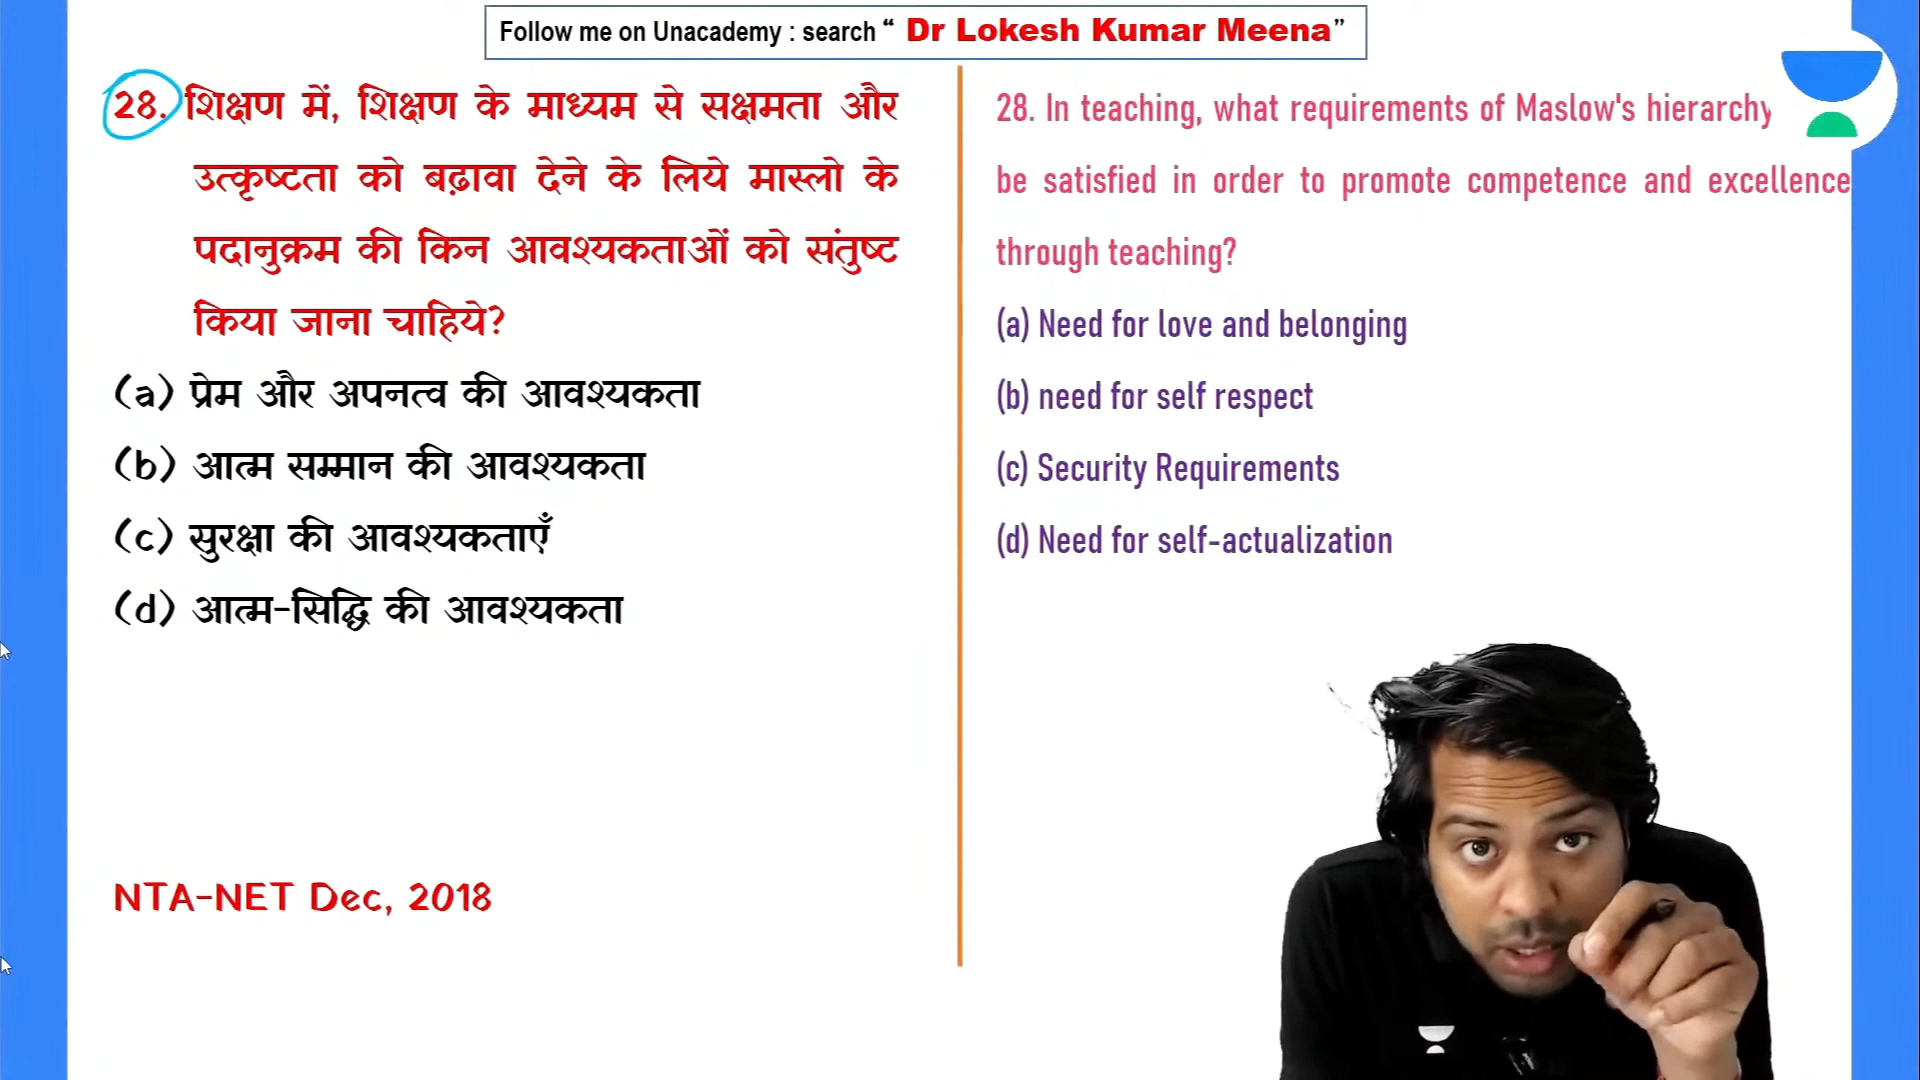 Follow me on Unacademy : search “ Dr Lokesh Kumar Meena”
28. शिक्षण में, शिक्षण के माध्यम से सक्षमता और
उत्कृष्टता को बढ़ावा देने के लिये मास्लो के
पदानुक्रम की किन आवश्यकताओं को संतुष्ट
किया जाना चाहिये?
(a) प्रेम और अपनत्व की आवश्यकता
(b) आत्म सम्मान की आवश्यकता
(c) सुरक्षा की आवश्यकताएँ
(d) आत्म-सिद्धि की आवश्यकता
NTA-NET Dec, 2018
28. In teaching, what requirements of Maslow's hierarchy
be satisfied in order to promote competence and excellence
through teaching?
(a) Need for love and belonging
(b) need for self respect
(c) Security Requirements
(d) Need for self-actualization